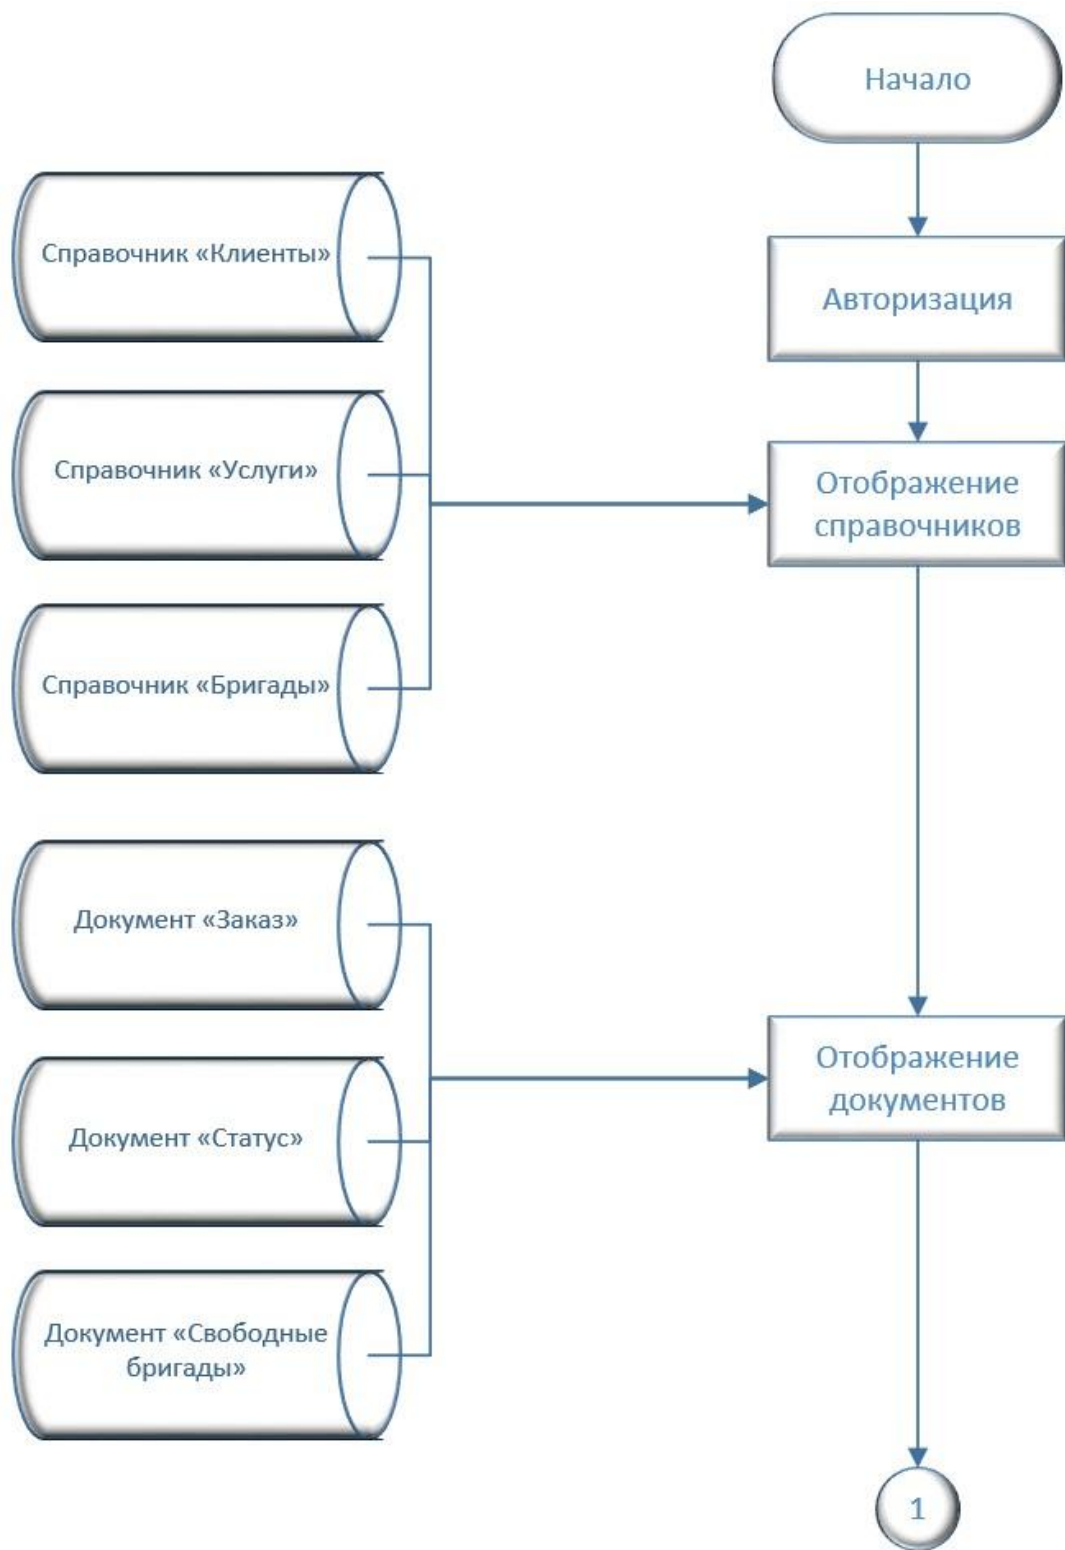 Начало
Справочник «Клиенты»
Авторизация
Справочник «Услуги»
Отображение
справочников
Справочник «Бригады»
Документ «Заказ»
Отображение
документов
Документ «Статус»
Документ «Свободные
бригады»
1